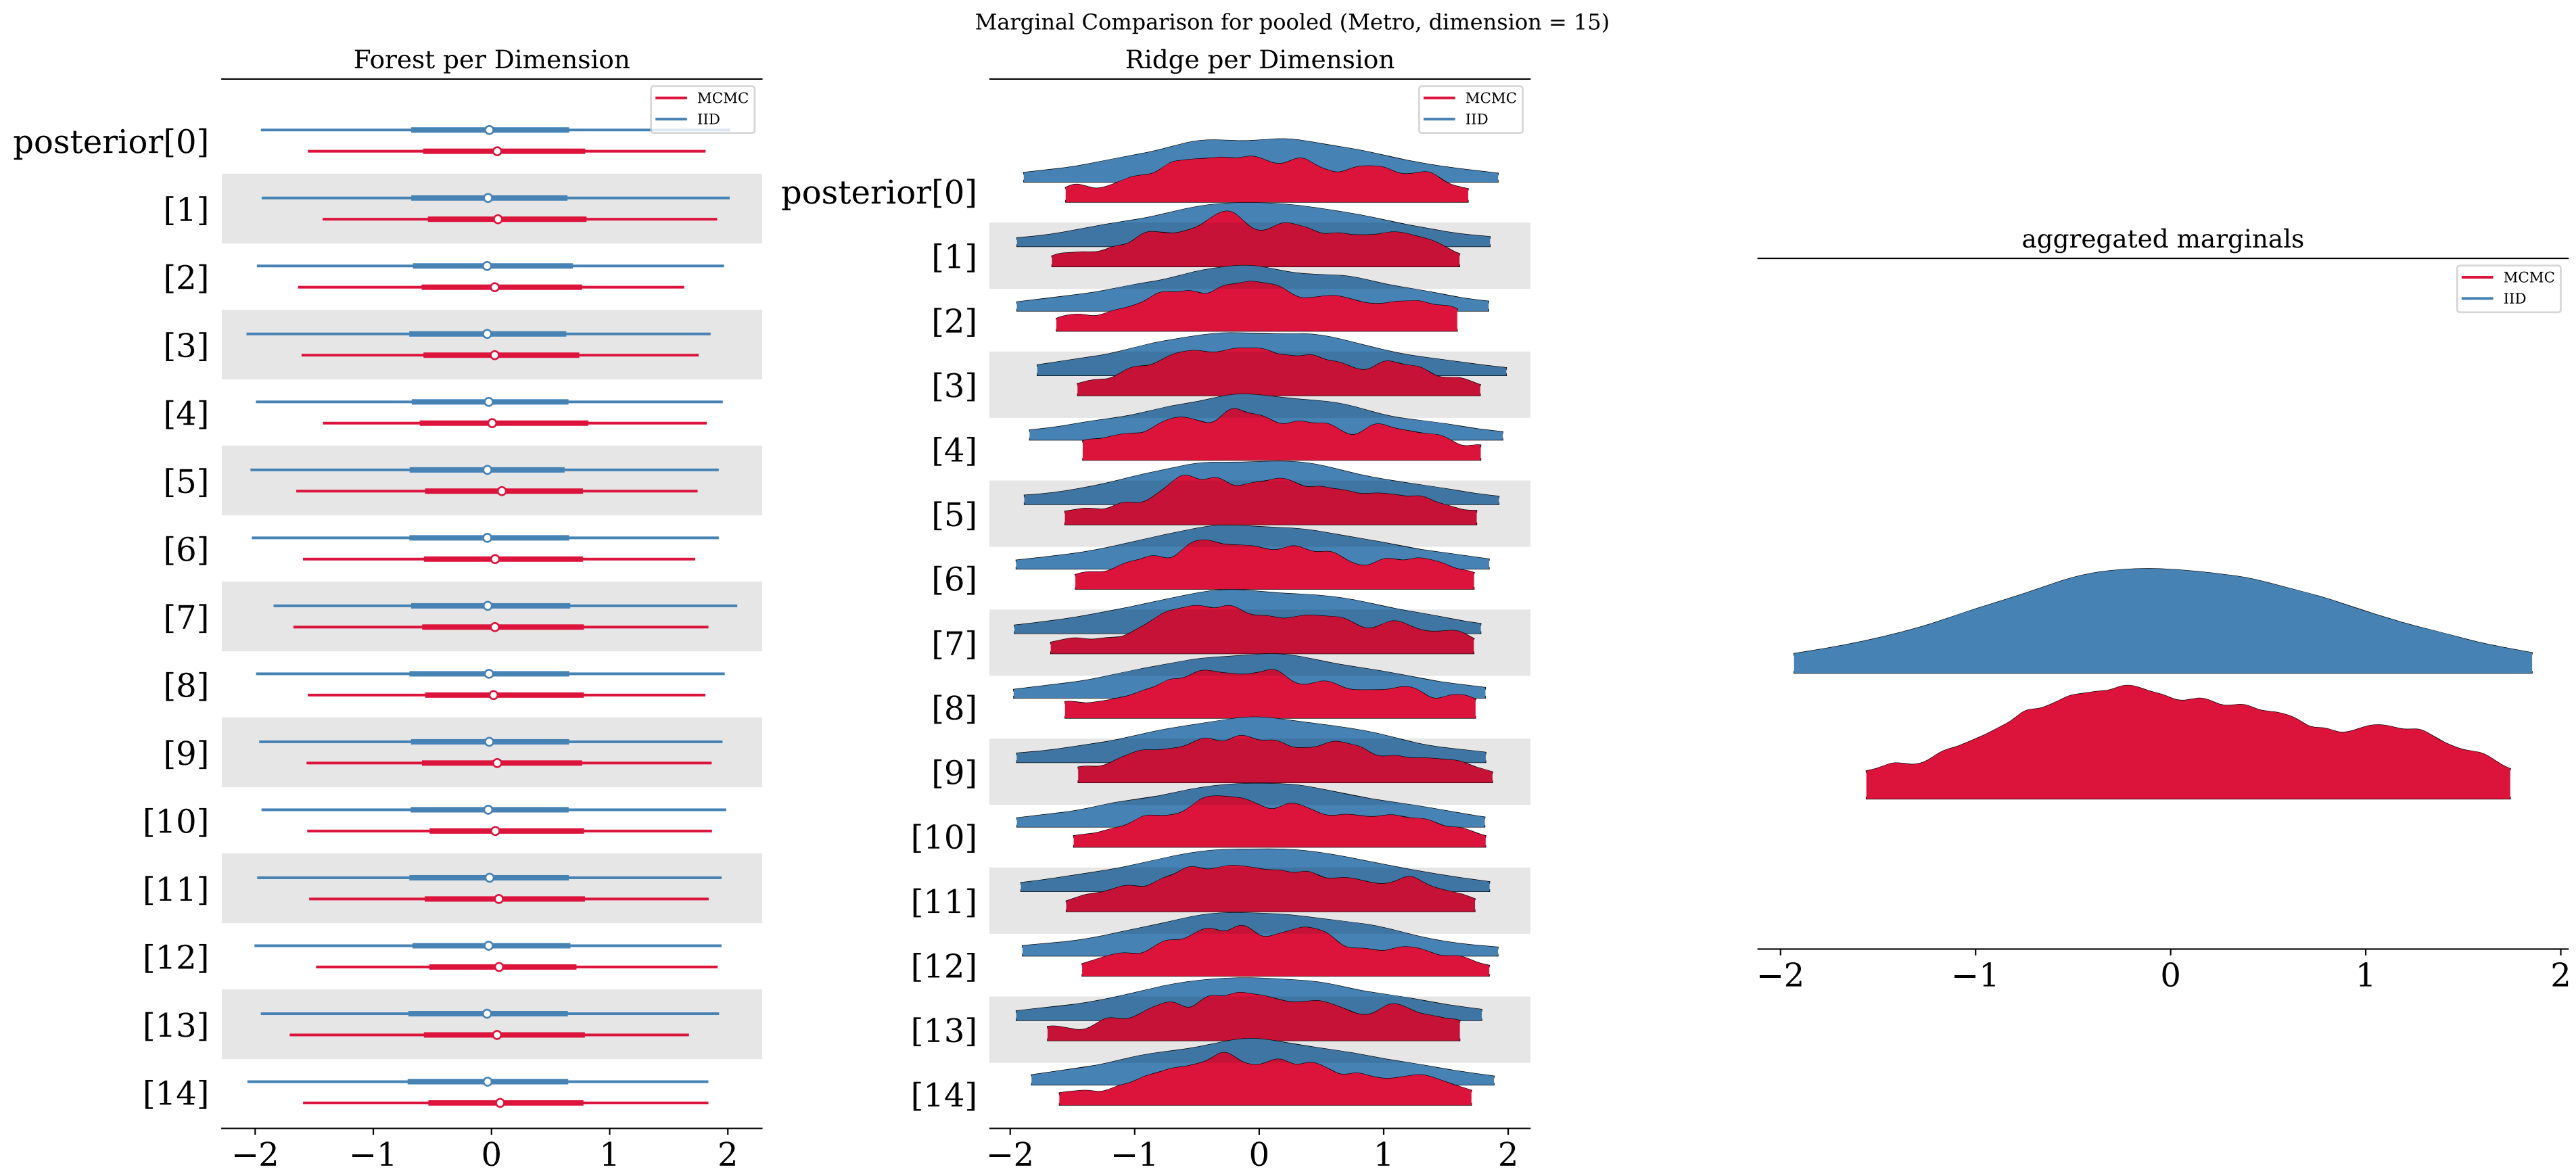 Marginal Comparison for pooled (Metro, dimension = 15)
Forest per Dimension
MCMC
IID
posterior[0]
[1]
[2]
[3]
[4]
[5]
[6]
[7]
[8]
[9]
[10]
[11]
[12]
[13]
[14]
−2 −1 0 1 2
Ridge per Dimension
MCMC
IID
posterior[0]
[1]
[2]
[3]
[4]
[5]
[6]
[7]
[8]
[9]
[10]
[11]
[12]
[13]
[14]
−2 −1 0 1 2
aggregated marginals
MCMC
IID
−2 −1 0 1 2